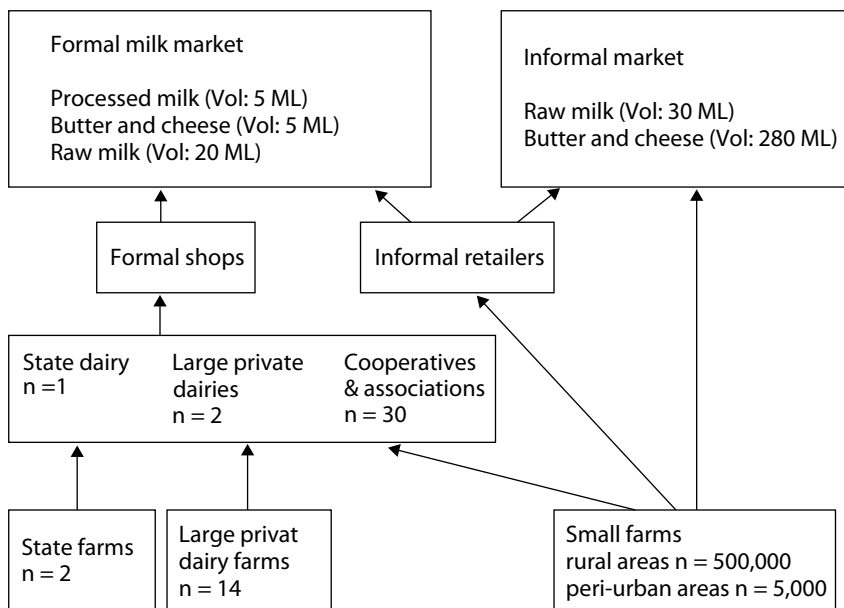 Formal milk market
Processed milk (Vol: 5 ML)
Butter and cheese (Vol: 5 ML)
Raw milk (Vol: 20 ML)
Informal market
Raw milk (Vol: 30 ML)
Butter and cheese (Vol: 280 ML)
Formal shops
Informal retailers
State dairy
n =1
Large private
dairies
n = 2
Cooperatives
& associations
n = 30
State farms
n = 2
Large privat
dairy farms
n = 14
Small farms
rural areas n = 500,000
peri-urban areas n = 5,000